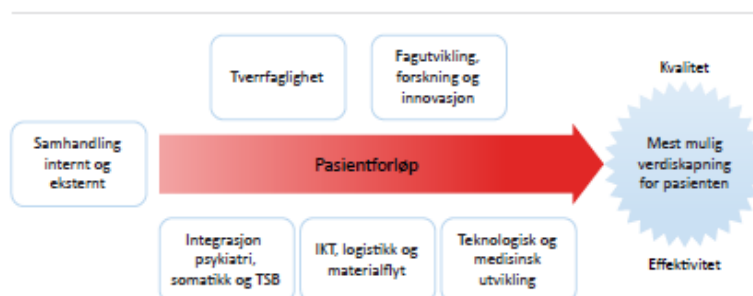 Tverrfaglighet
Fagutvikling,
forskning og
innovasjon
Kvalitet
Samhandling
internt og
eksternt
Pasientforløp
Mest mulig
verdiskapning
for pasienten
Integrasjon
psykiatri,
somatikk og TSB
IKT, logistikk og
materialflyt
Teknologisk og
medisinsk
utvikling
Effektivitet